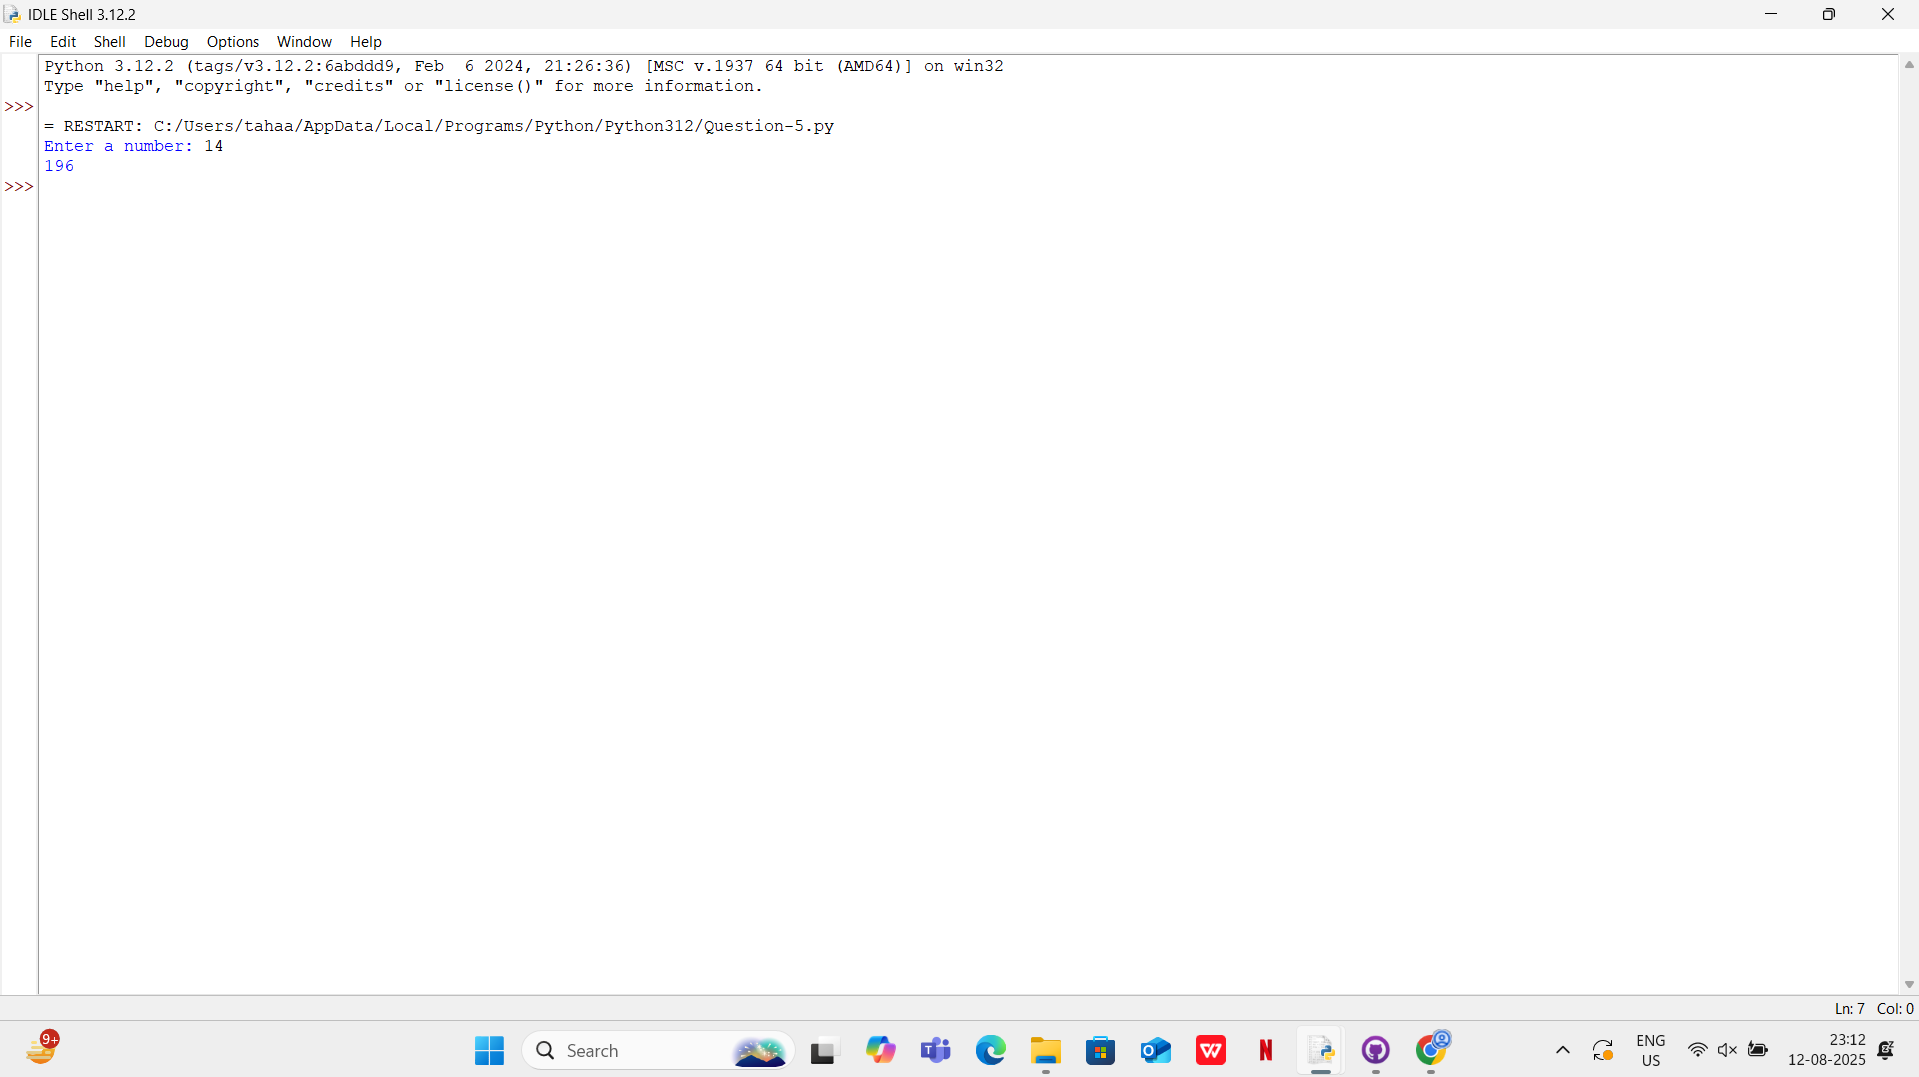 IDLE Shell 3.12.2
File Edit Shell Debug Options Window Help
Python 3.12.2 (tags/v3.12.2:6abddd9, Feb  6 2024, 21:26:36) [MSC v.1937 64 bit (AMD64)] on win32
Type "help", "copyright", "credits" or "license()" for more information.
>>>
= RESTART: C:/Users/tahaa/AppData/Local/Programs/Python/Python312/Question-5.py
Enter a number: 14
196
>>>
Ln: 7 Col: 0
9+
Search
ENG
US
23:12
12-08-2025